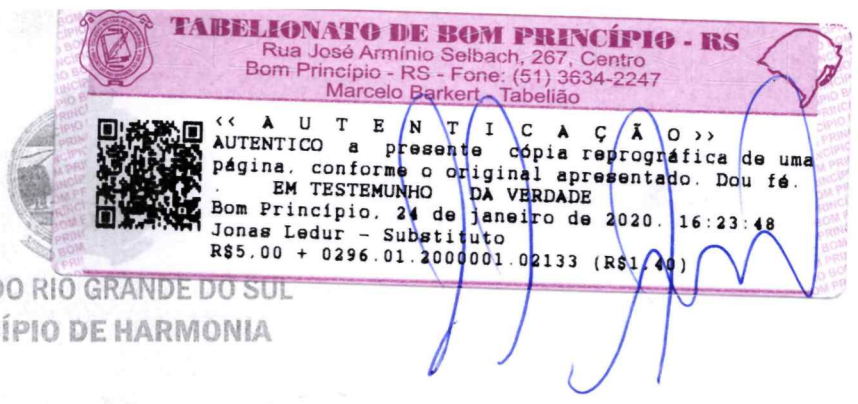 TABELIONATO DE BOM PRINCÍPIO - RS
Rua José Armínio Selbach, 267, Centro
Bom Princípio - RS - Fone: (51) 3634-2247
Marcelo Barkert - Tabelião
<< A U T E N T I C A Ç Ã O >>
AUTENTICO a presente cópia reprográfica de uma
página, conforme o original apresentado. Dou fé.
. EM TESTEMUNHO DA VERDADE
Bom Princípio, 24 de janeiro de 2020. 16:23:48
Jonas Ledur - Substituto
R$5,00 + 0296.01.2000001.02133 (R$1,40)
DO RIO GRANDE DO SUL
ÍPIO DE HARMONIA